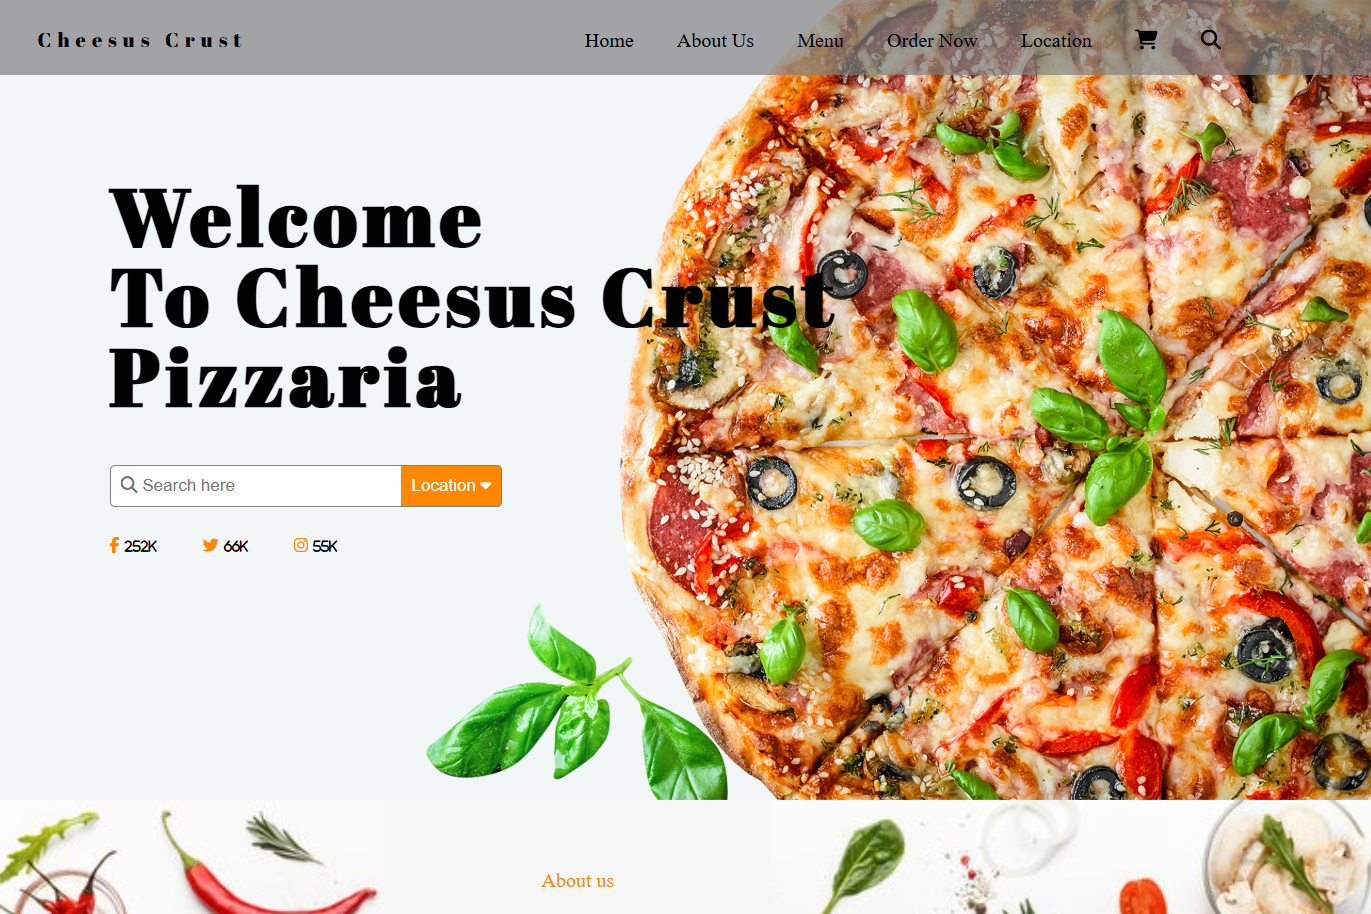 Cheesus Crust
Home About Us Menu Order Now Location
Welcome
To Cheesus Crust
Pizzaria
Search here Location
252K 66K 55K
About us